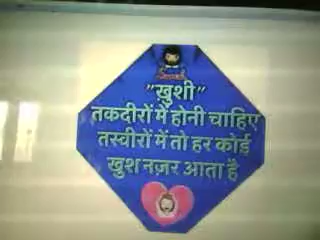 "खुशी"
तकदीरों में होनी चाहिए
तस्वीरों में तो हर कोई
खुश नज़र आता है